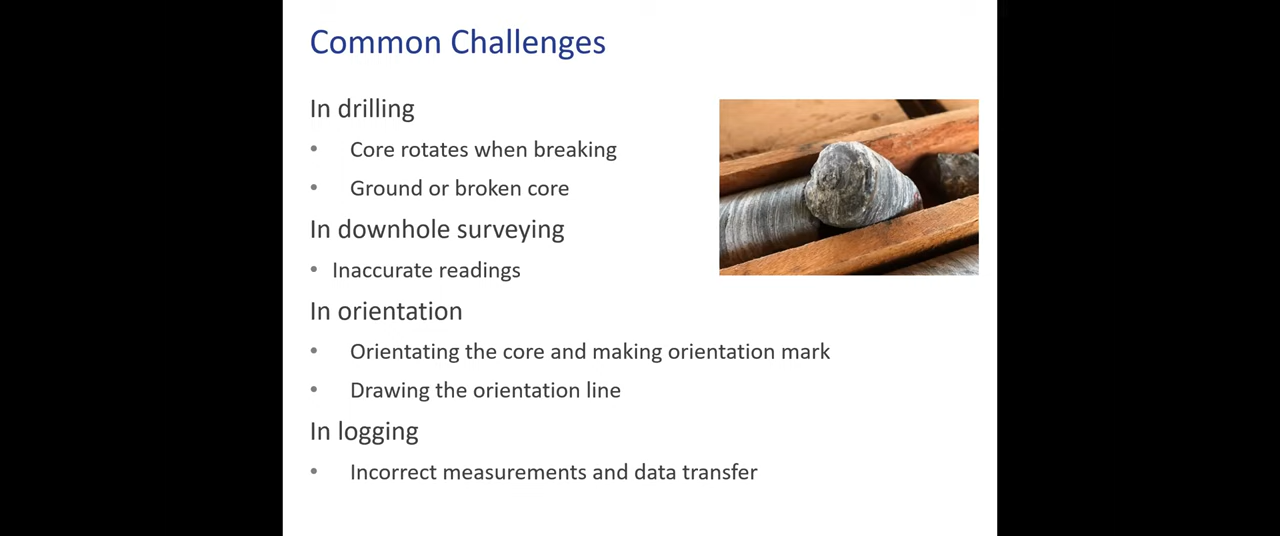 Common Challenges
In drilling
• Core rotates when breaking
• Ground or broken core
In downhole surveying
• Inaccurate readings
In orientation
• Orientating the core and making orientation mark
• Drawing the orientation line
In logging
• Incorrect measurements and data transfer